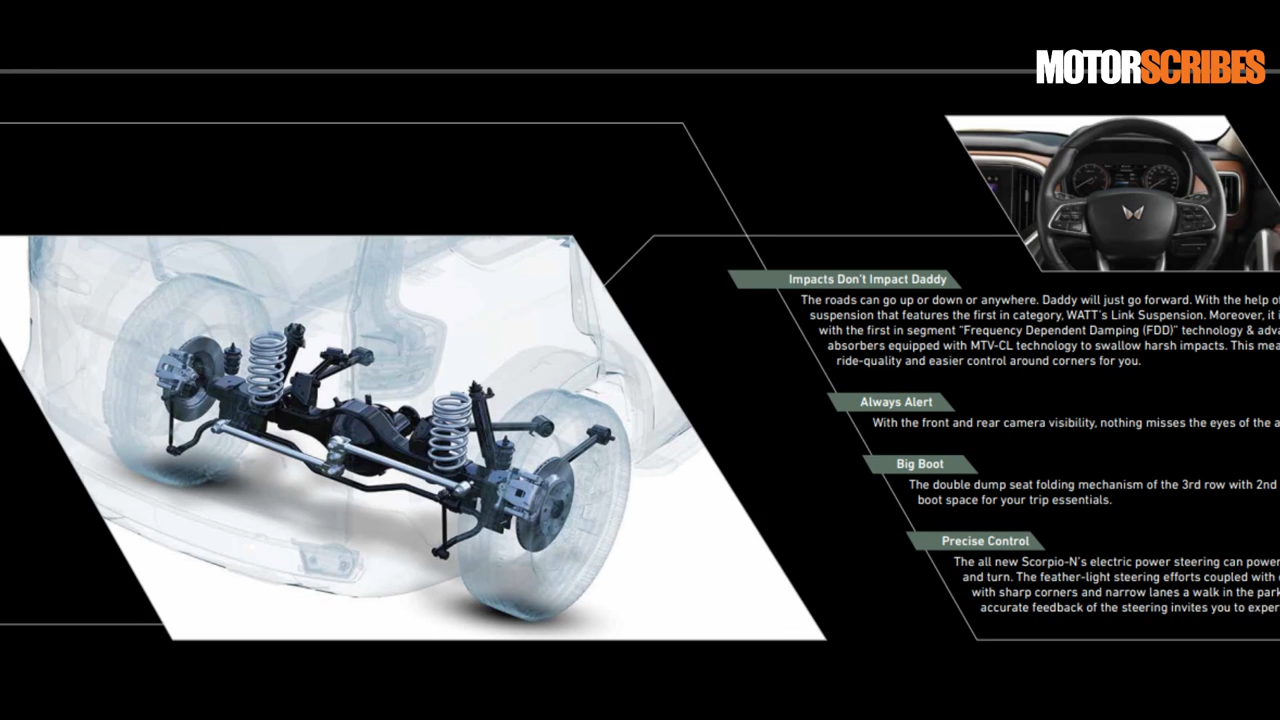 MOTORSCRIBES
Impacts Don't Impact Daddy
The roads can go up or down or anywhere. Daddy will just go forward. With the help
suspension that features the first in category, WATT's Link Suspension. Moreover, it
with the first in segment "Frequency Dependent Damping (FDD)" technology &
absorbers equipped with MTV-CL technology to swallow harsh impacts. This
ride-quality and easier control around corners for you.
Always Alert
With the front and rear camera visibility, nothing misses the eyes of the
Big Boot
The double dump seat folding mechanism of the 3rd row with 2nd
boot space for your trip essentials.
Precise Control
The all new Scorpio-N's electric power steering can power
and turn. The feather-light steering efforts coupled with
with sharp corners and narrow lanes a walk in the park
accurate feedback of the steering invites you to